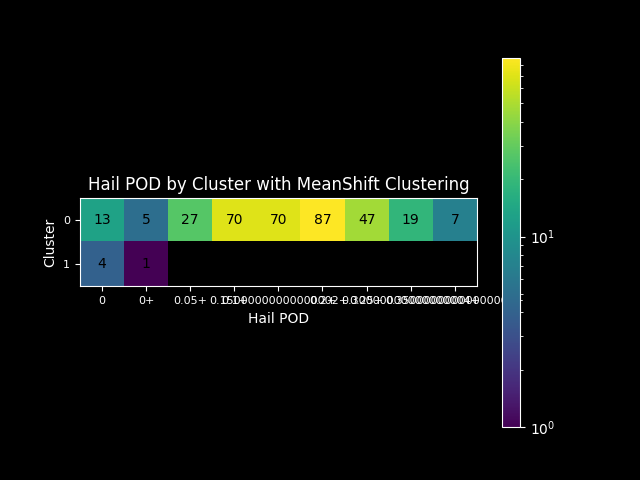 Hail POD by Cluster with MeanShift Clustering
Cluster
0 13 5 27 70 70 87 47 19 7
1 4 1
0 0+ 0.05+
Hail POD
10^1
10^0